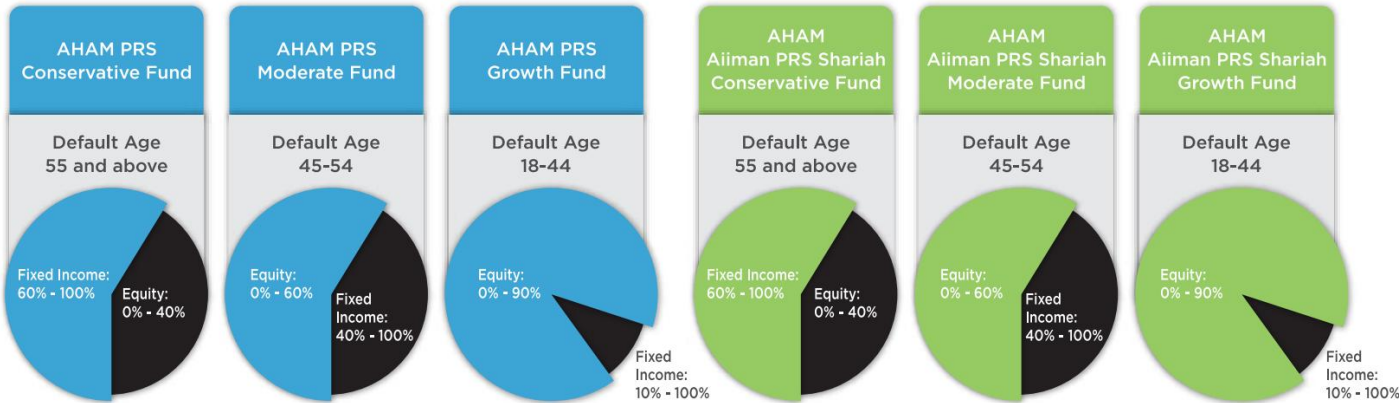 AHAM PRS
Conservative Fund
Default Age
55 and above
Fixed Income:
60% - 100%
Equity:
0% - 40%
AHAM PRS
Moderate Fund
Default Age
45-54
Equity:
0% - 60%
Fixed
Income:
40% - 100%
AHAM PRS
Growth Fund
Default Age
18-44
Equity:
0% - 90%
Fixed
Income:
10% - 100%
AHAM
Aiiman PRS Shariah
Conservative Fund
Default Age
55 and above
Fixed Income:
60% - 100%
Equity:
0% - 40%
AHAM
Aiiman PRS Shariah
Moderate Fund
Default Age
45-54
Equity:
0% - 60%
Fixed
Income:
40% - 100%
AHAM
Aiiman PRS Shariah
Growth Fund
Default Age
18-44
Equity:
0% - 90%
Fixed
Income:
10% - 100%